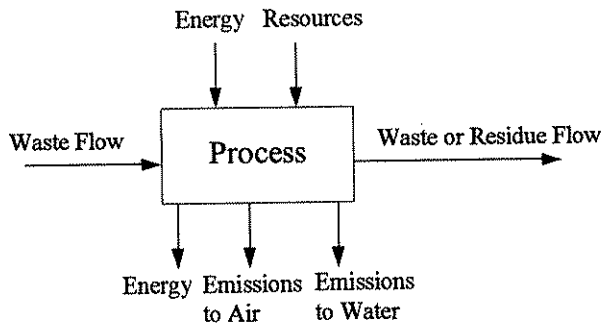 Energy Resources
Waste Flow
Process
Waste or Residue Flow
Energy Emissions to Air
Emissions to Water